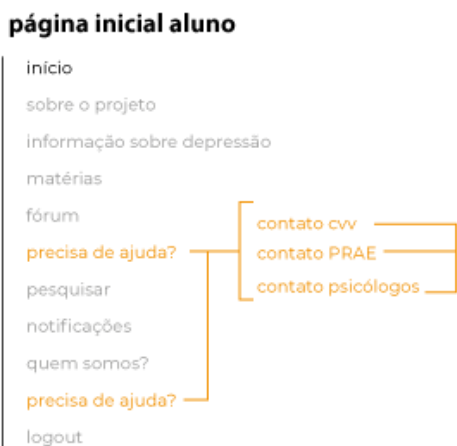 página inicial aluno
início
sobre o projeto
informação sobre depressão
matérias
fórum
precisa de ajuda?
contato cvv
contato PRAE
contato psicólogos
pesquisar
notificações
quem somos?
precisa de ajuda?
logout